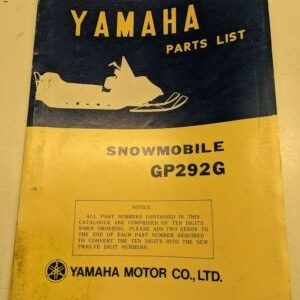 YAMAHA
PARTS LIST
SNOWMOBILE
GP292G
NOTICE
ALL PART NUMBERS CONTAINED IN THIS
CATALOGUE ARE COMPRISED OF TEN DIGITS.
WHEN ORDERING, PLEASE ADD TWO ZEROS TO
THE END OF EACH PART NUMBER REQUIRED
TO CONVERT THE TEN DIGITS INTO THE NEW
TWELVE DIGIT NUMBERS.
YAMAHA MOTOR CO., LTD.